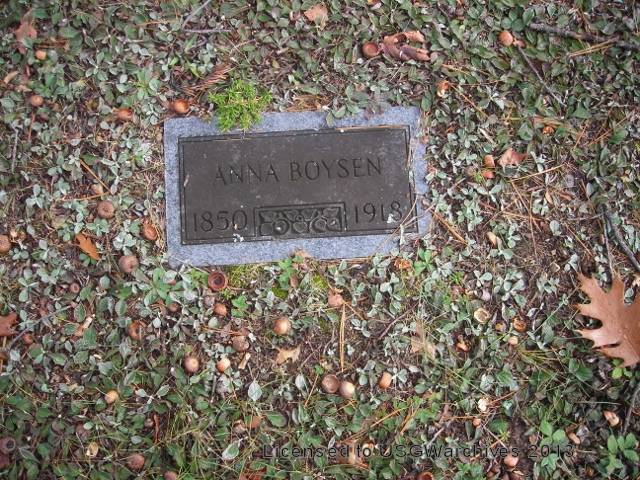 ANNA BOYSEN
1850 1918
Licensed to USGWarchives 2013